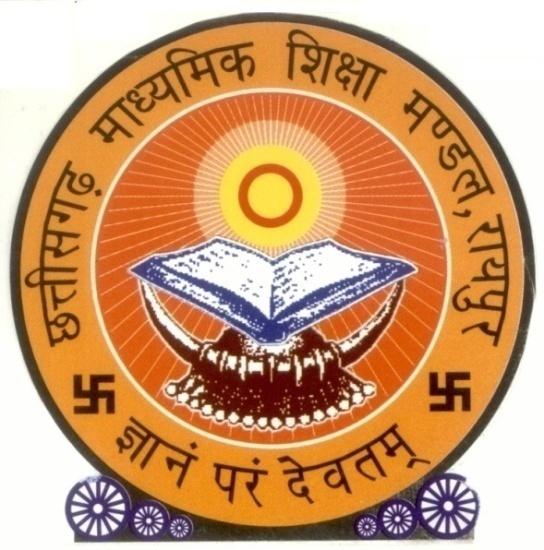 छत्तीसगढ़ माध्यमिक शिक्षा मण्डल, रायपुर
ज्ञानं परं देवतम्